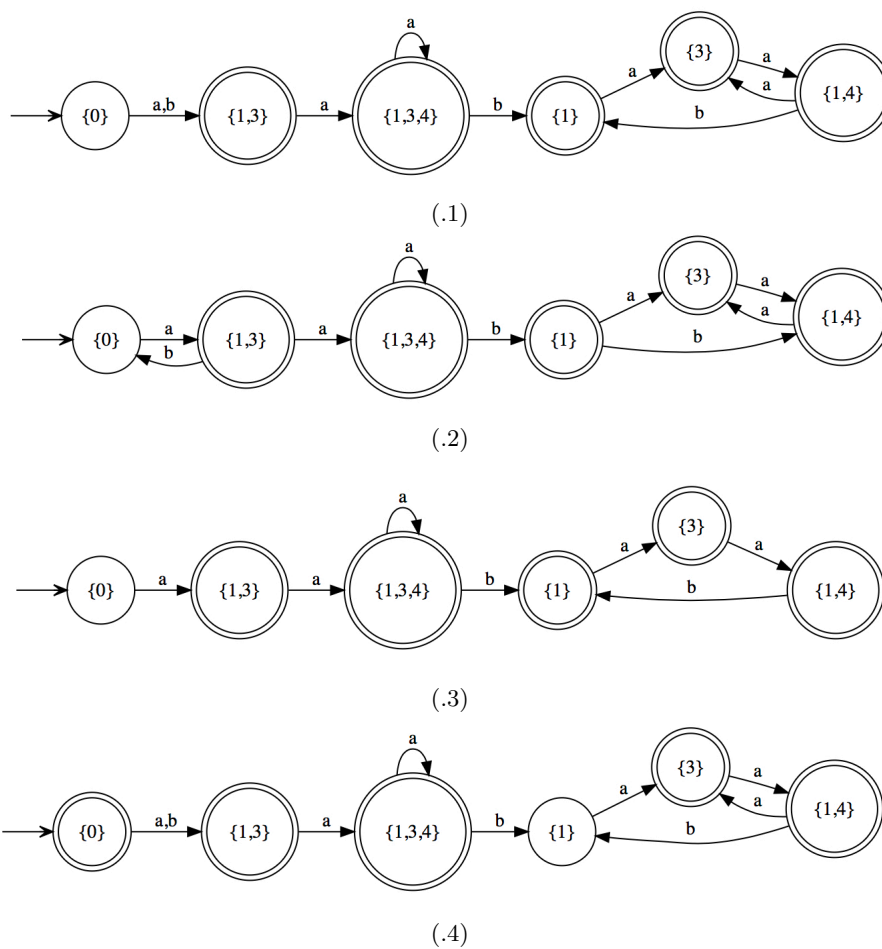 a a
{3} a
a a
{0} a,b {1,3} a {1,3,4} b {1} {1,4}
b
(.1)
a
{3} a
a a
{0} a {1,3} a {1,3,4} b {1} {1,4}
b b
(.2)
a
{3}
a a
{0} a {1,3} a {1,3,4} b {1} b {1,4}
(.3)
a
{3} a
a a
{0} a,b {1,3} a {1,3,4} b {1} b {1,4}
(.4)